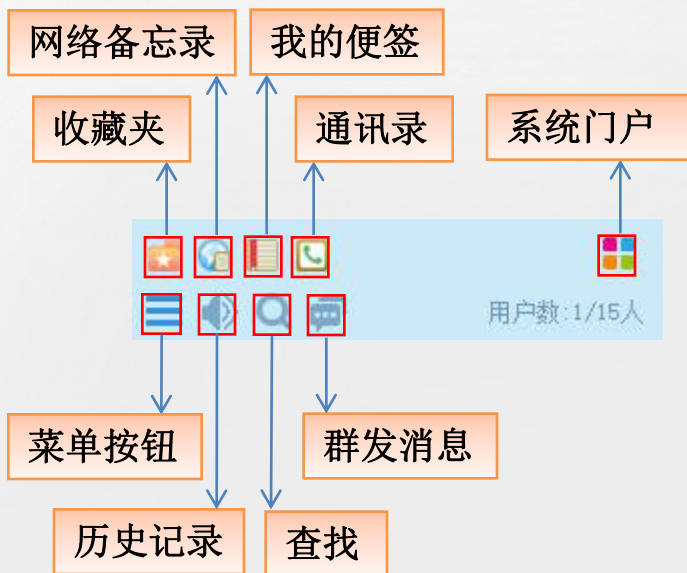 网络备忘录
我的便签
收藏夹
通讯录
系统门户
用户数:1/15人
菜单按钮
群发消息
历史记录
查找